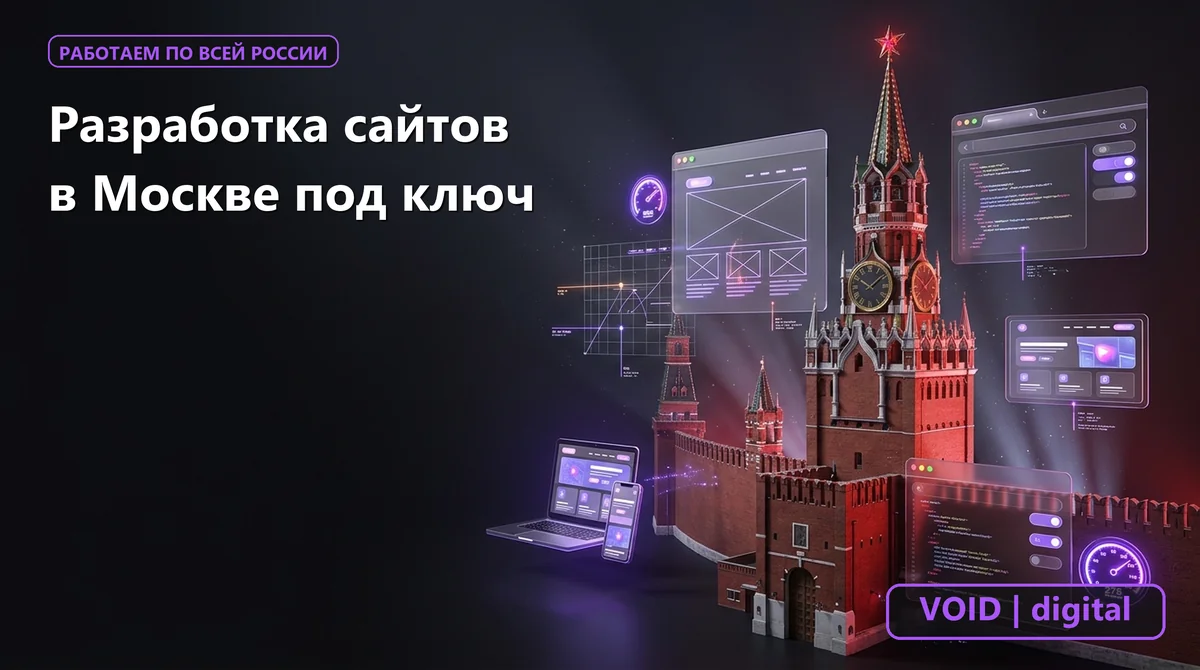 РАБОТАЕМ ПО ВСЕЙ РОССИИ
Разработка сайтов
в Москве под ключ
VOID | digital